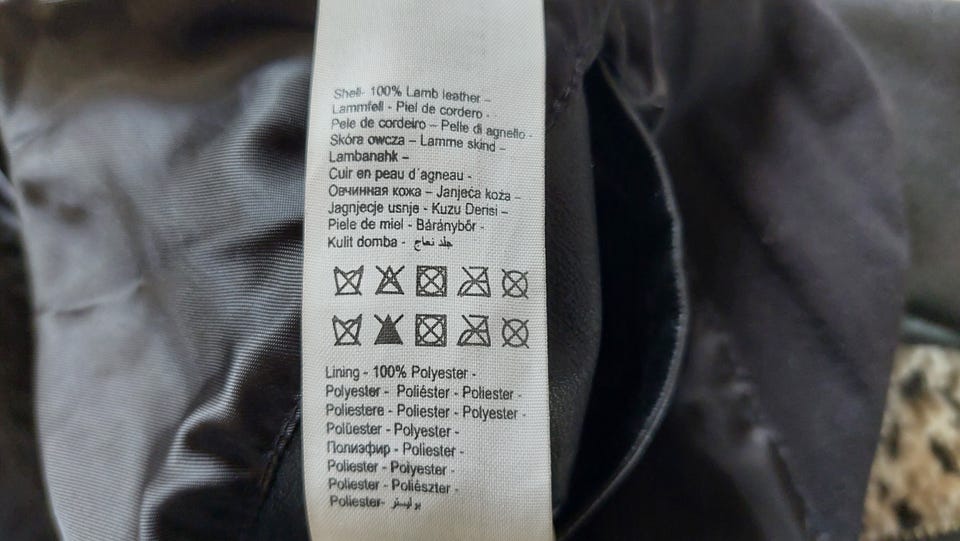 Shell- 100% Lamb leather –
Lammfell - Piel de cordero -
Pele de cordeiro – Pelle di agnello -
Skóra owcza – Lamme skind –
Lambanahk –
Cuir en peau d'agneau -
Овчинная кожа – Janjeća koža –
Jagnjecje usnje - Kuzu Derisi –
Piele de miel - Báránybőr -
Kulit domba - جلد نعاج
Lining - 100% Polyester -
Polyester - Poliéster - Poliester -
Poliestere - Poliester - Polyester -
Polüester - Polyester -
Полиафир - Poliester -
Poliester - Polyester -
Poliester - Poliészter -
Poliester- بوليستر